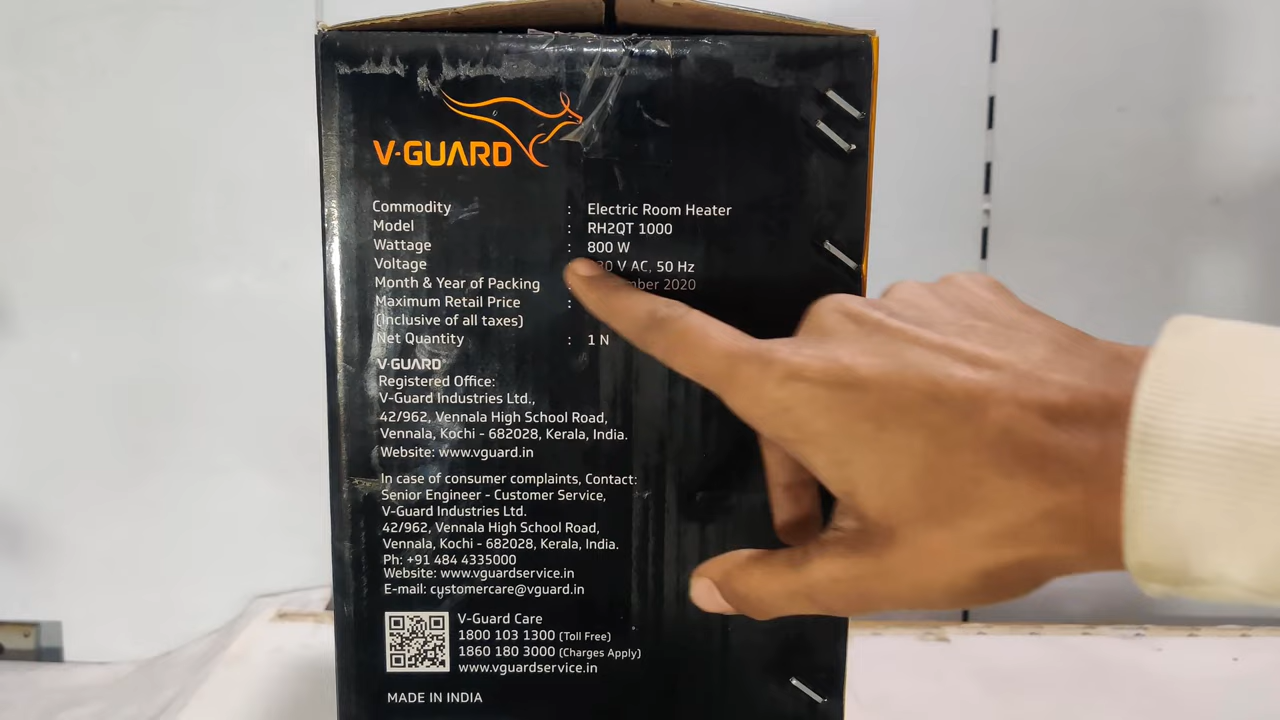 V-GUARD
Commodity : Electric Room Heater
Model : RH2QT 1000
Wattage : 800 W
Voltage V AC, 50 Hz
Month & Year of Packing : 2020
Maximum Retail Price :
(Inclusive of all taxes)
Net Quantity : 1 N
V-GUARD
Registered Office:
V-Guard Industries Ltd.,
42/962, Vennala High School Road,
Vennala, Kochi - 682028, Kerala, India.
Website: www.vguard.in
In case of consumer complaints, Contact:
Senior Engineer - Customer Service,
V-Guard Industries Ltd.
42/962, Vennala High School Road,
Vennala, Kochi - 682028, Kerala, India.
Ph: +91 484 4335000
Website: www.vguardservice.in
E-mail: customercare@vguard.in
V-Guard Care
1800 103 1300 (Toll Free)
1860 180 3000 (Charges Apply)
www.vguardservice.in
MADE IN INDIA